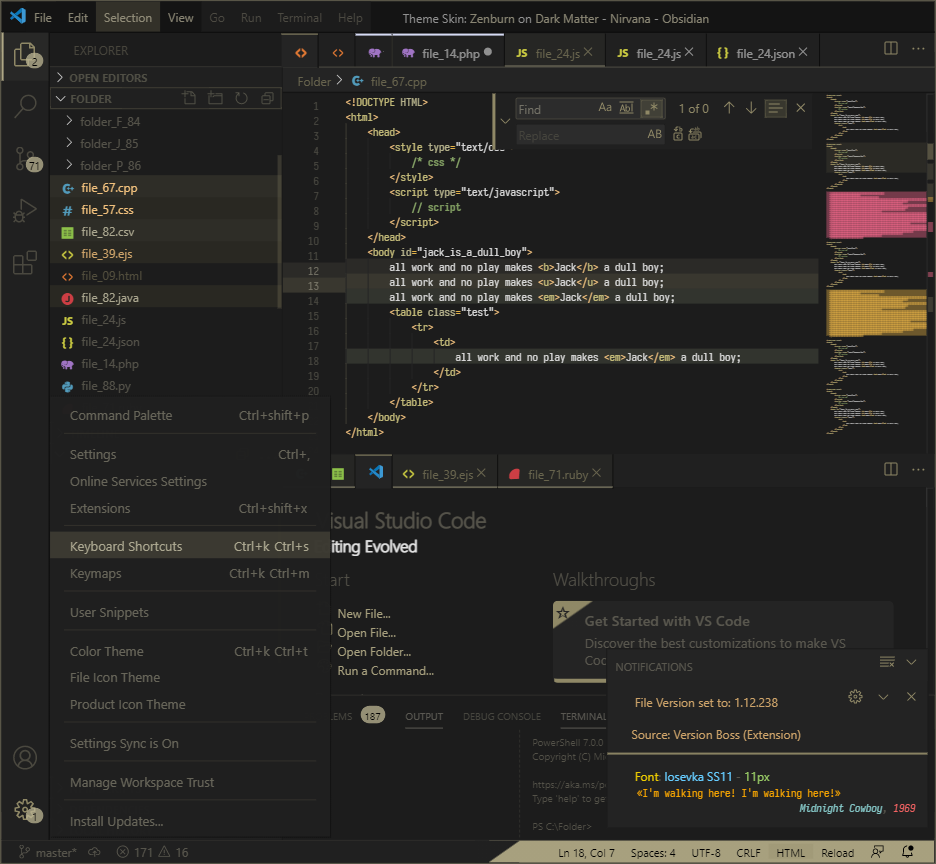 File Edit Selection View Go Run Terminal Help Theme Skin: Zenburn on Dark Matter - Nirvana - Obsidian
2
EXPLORER
file_14.php file_24.js file_24.js file_24.json
OPEN EDITORS
Folder file_67.cpp
FOLDER
folder_F_84
folder_J_85
folder_P_86
file_67.cpp
file_57.css
file_82.csv
file_39.ejs
file_09.html
file_82.java
file_24.js
file_24.json
file_14.php
file_88.py
71
Find Aa Abl .* 1 of 0
Replace AB
1 <!DOCTYPE HTML>
2 <html>
3 <head>
4 <style type="text/css
5 /* css */
6 </style>
7 <script type="text/javascript">
8 // script
9 </script>
10 </head>
11 <body id="jack_is_a_dull_boy">
12 all work and no play makes <b>Jack</b> a dull boy;
13 all work and no play makes <u>Jack</u> a dull boy;
14 all work and no play makes <em>Jack</em> a dull boy;
15 <table class="test">
16 <tr>
17 <td>
18 all work and no play makes <em>Jack</em> a dull boy;
19 </td>
20 </tr>
</table>
</body>
</html>
Command Palette Ctrl+shift+p
Settings Ctrl+,
Online Services Settings
Extensions Ctrl+shift+x
Keyboard Shortcuts Ctrl+k Ctrl+s
Keymaps Ctrl+k Ctrl+m
User Snippets
Color Theme Ctrl+k Ctrl+t
File Icon Theme
Product Icon Theme
Settings Sync is On
Manage Workspace Trust
Install Updates...
1
file_39.ejs file_71.ruby
isual Studio Code
iting Evolved
art
New File...
Open File...
Open Folder...
Run a Command...
Walkthroughs
Get Started with VS Code
Discover the best customizations to make VS
Coc
LEMS 187 OUTPUT DEBUG CONSOLE TERMINAL
PowerShell 7.0.0
Copyright (C) Mi
https://aka.ms/p
Type 'help' to ge
PS C:\Folder>
NOTIFICATIONS
File Version set to: 1.12.238
Source: Version Boss (Extension)
Font: Iosevka SS11 - 11px
«I'm walking here! I'm walking here!»
Midnight Cowboy, 1969
master* 171 16 Ln 18, Col 7 Spaces: 4 UTF-8 CRLF HTML Reload